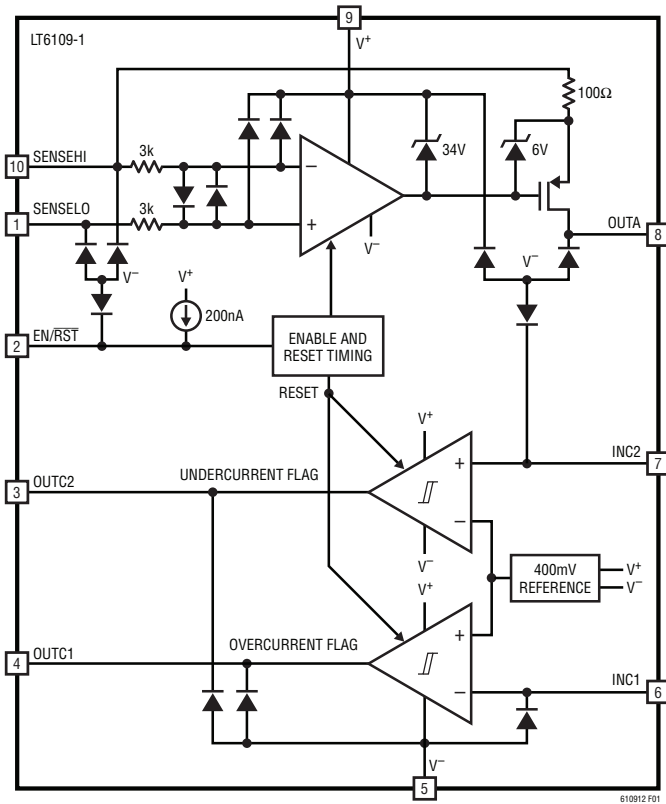 9
V+
LT6109-1
100Ω
34V
6V
10 SENSEHI
3k
−
1 SENSELO
3k
+
V−
OUTA 8
V−
V−
V+
200nA
2 EN/RST
ENABLE AND
RESET TIMING
RESET
V+
INC2 7
+
3 OUTC2
UNDERCURRENT FLAG
−
V−
400mV
REFERENCE
V+
V−
V+
+
4 OUTC1
OVERCURRENT FLAG
INC1 6
−
V−
5
610912 F01